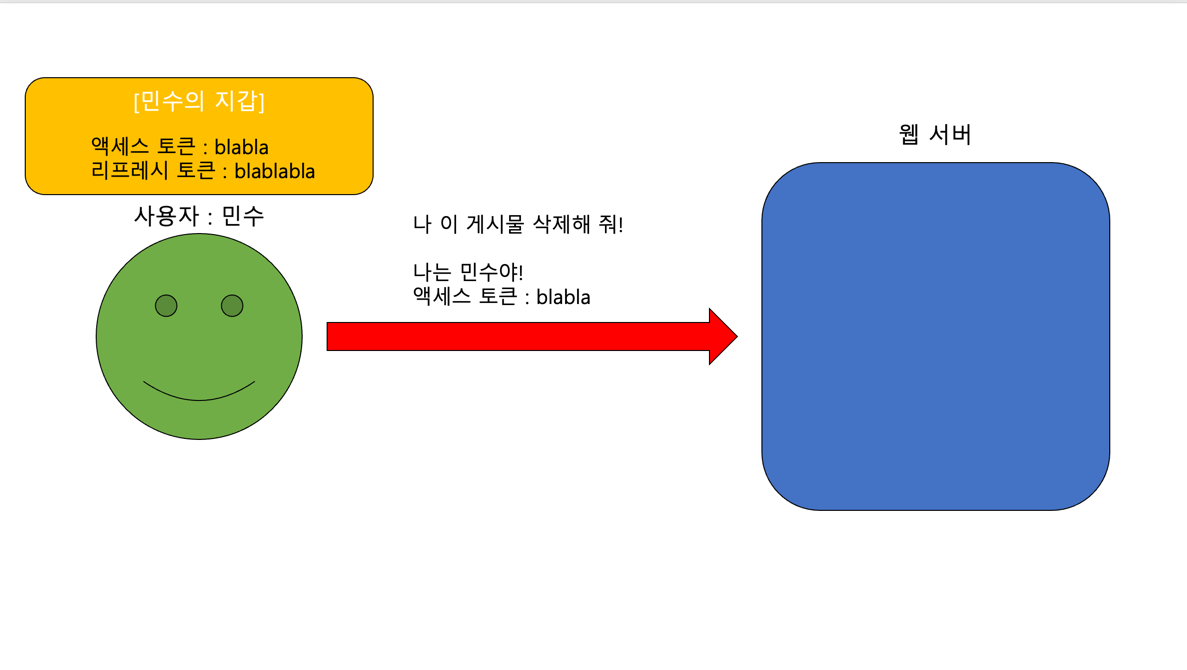 [민수의 지갑]
액세스 토큰 : blabla
리프레시 토큰 : blablabla
사용자 : 민수
나 이 게시물 삭제해 줘!
나는 민수야!
액세스 토큰 : blabla
웹 서버